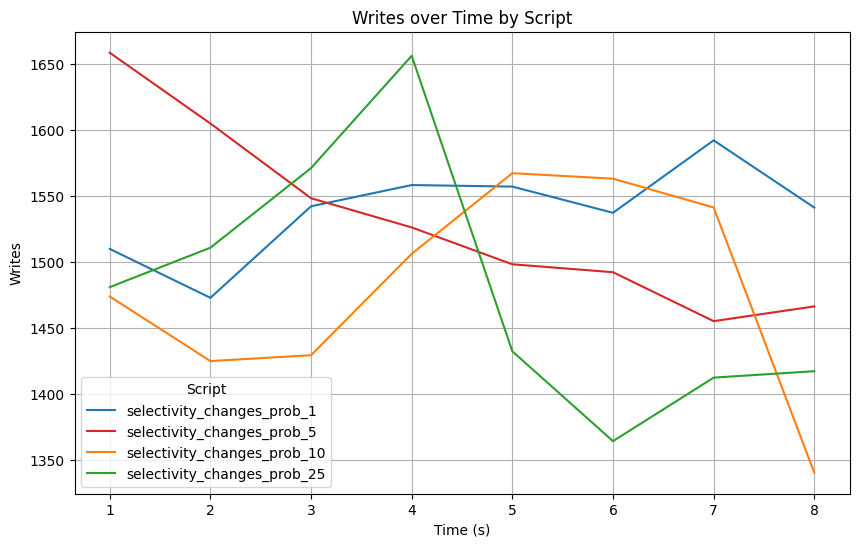 Writes over Time by Script
Writes
1650
1600
1550
1500
1450
1400
1350
Script
selectivity_changes_prob_1
selectivity_changes_prob_5
selectivity_changes_prob_10
selectivity_changes_prob_25
1 2 3 4 5 6 7 8
Time (s)